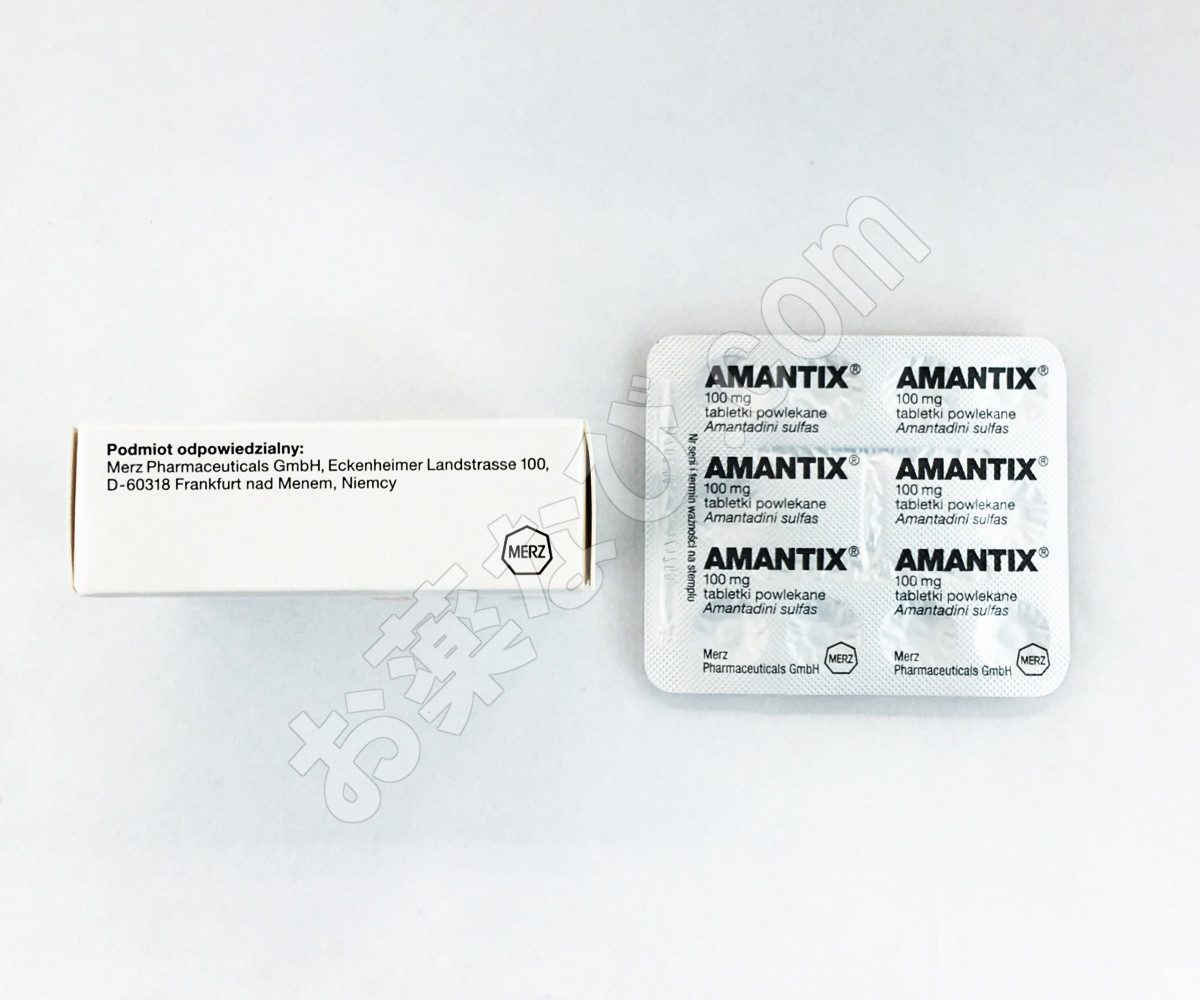 Podmiot odpowiedzialny:
Merz Pharmaceuticals GmbH, Eckenheimer Landstrasse 100,
D-60318 Frankfurt nad Menem, Niemcy
MERZ
AMANTIX®
100 mg
tabletki powlekane
Amantadini sulfas
AMANTIX®
100 mg
tabletki powlekane
Amantadini sulfas
AMANTIX®
100 mg
tabletki powlekane
Amantadini sulfas
AMANTIX®
100 mg
tabletki powlekane
Amantadini sulfas
AMANTIX®
100 mg
tabletki powlekane
Amantadini sulfas
AMANTIX®
100 mg
tabletki powlekane
Amantadini sulfas
Merz
Pharmaceuticals GmbH
MERZ
Merz
Pharmaceuticals GmbH
MERZ
Nr serii i termin ważności na stemplu
お薬なび.com